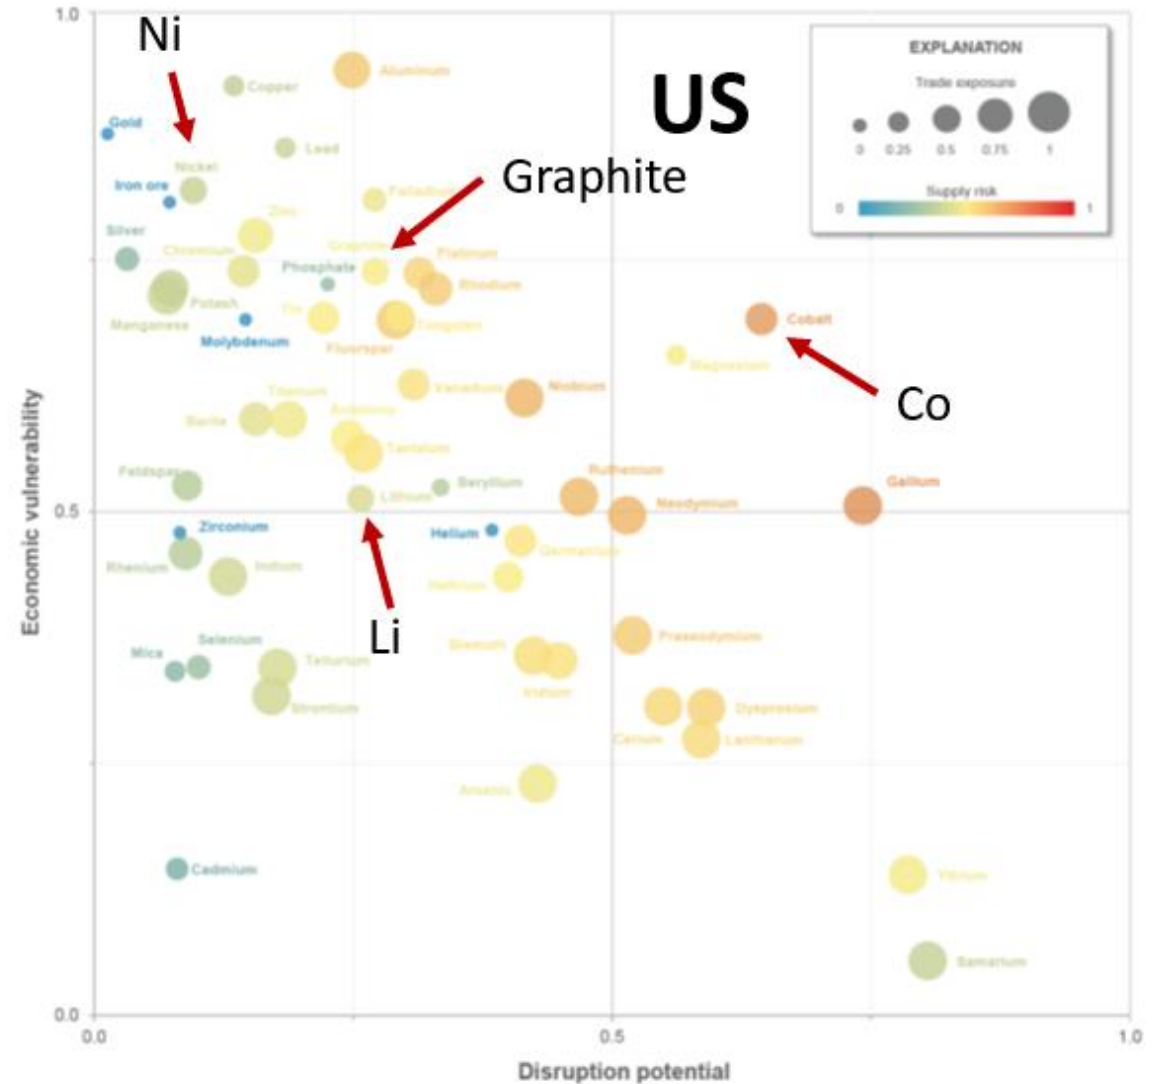 1.0
Ni
Copper
Aluminum
US
EXPLANATION
Trade exposure
0 0.25 0.5 0.75 1
Supply risk
0 1
Gold
Lead
Nickel
Graphite
Iron ore
Palladium
Zinc
Silver
Chromium
Graphite
Platinum
Phosphate
Rhodium
Potash
Manganese
Tin
Tungsten
Cobalt
Molybdenum
Fluorspar
Magnesium
Co
Titanium
Vanadium
Niobium
Barite
Antimony
Tantalum
Feldspar
Ruthenium
Beryllium
Lithium
Neodymium
Gallium
Economic vulnerability
0.5
Zirconium
Helium
Germanium
Rhenium
Indium
Hafnium
Li
Selenium
Mica
Tellurium
Bismuth
Praseodymium
Iridium
Strontium
Dysprosium
Cerium
Lanthanum
Arsenic
Cadmium
Yttrium
Samarium
0.0
0.0 0.5 1.0
Disruption potential